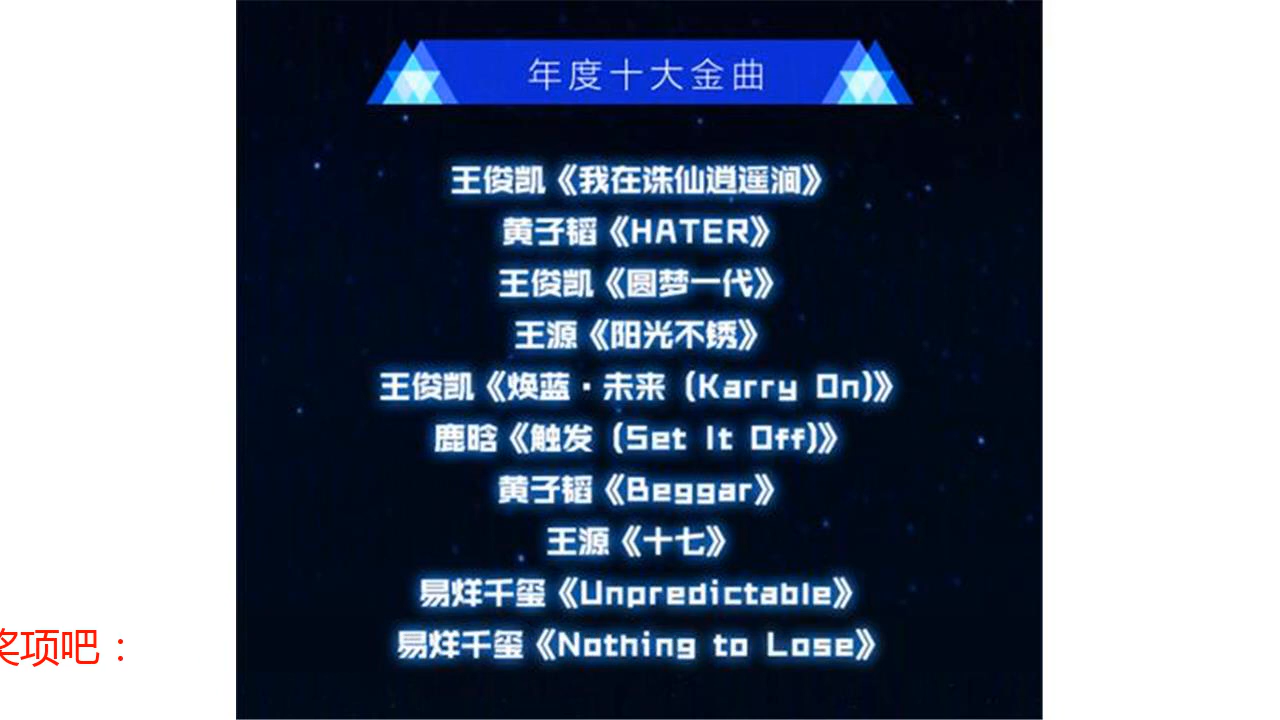 年度十大金曲
王俊凯《我在诛仙逍遥涧》
黄子韬《HATER》
王俊凯《圆梦一代》
王源《阳光不锈》
王俊凯《焕蓝·未来 (Karry On)》
鹿晗《触发 (Set It Off)》
黄子韬《Beggar》
王源《十七》
易烊千玺《Unpredictable》
易烊千玺《Nothing to Lose》
奖项吧：